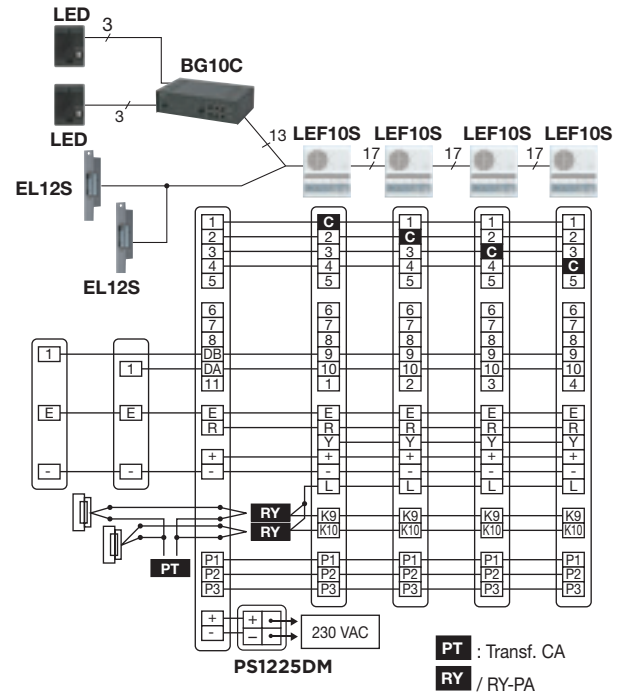 LED
3
BG10C
3
LED
13
LEF10S LEF10S LEF10S LEF10S
17 17 17
EL12S
EL12S
1 C 1 1 1
2 2 C 2 2
3 3 3 C 3
4 4 4 4 C
5 5 5 5 5
6 6 6 6 6
7 7 7 7 7
8 8 8 8 8
1 DB 9 9 9 9
1 DA 10 10 10 10
11 1 2 3 4
E E E E E E E
R R R R R
Y Y Y Y
+ + + + +
- - - - - - -
L L L L
RY K9 K9 K9 K9
RY K10 K10 K10 K10
PT
P1 P1 P1 P1 P1
P2 P2 P2 P2 P2
P3 P3 P3 P3 P3
+ +
- –
230 VAC
PS1225DM
PT : Transf. CA
RY / RY-PA